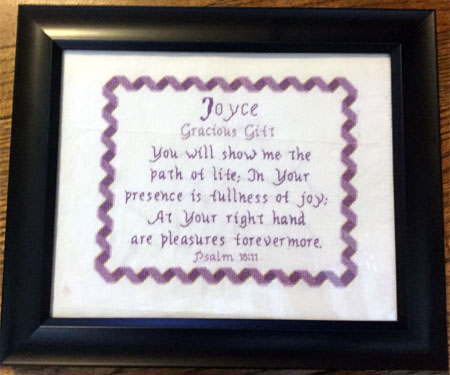 Joyce
Gracious Gift
You will show me the
path of life; In Your
presence is fullness of joy;
At Your right hand
are pleasures forevermore.
Psalm 16:11